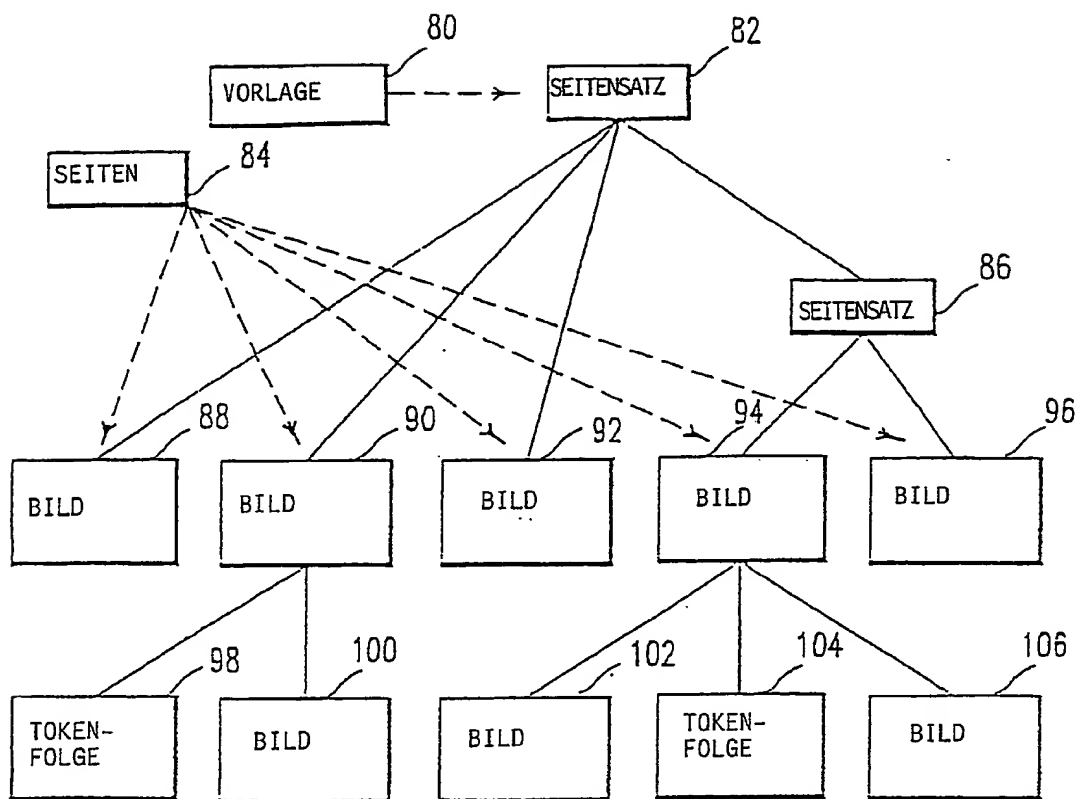 80
82
VORLAGE
SEITENSATZ
84
SEITEN
86
SEITENSATZ
88
90
92
94
96
BILD
BILD
BILD
BILD
BILD
98
100
102
104
106
TOKEN-
FOLGE
BILD
BILD
TOKEN-
FOLGE
BILD